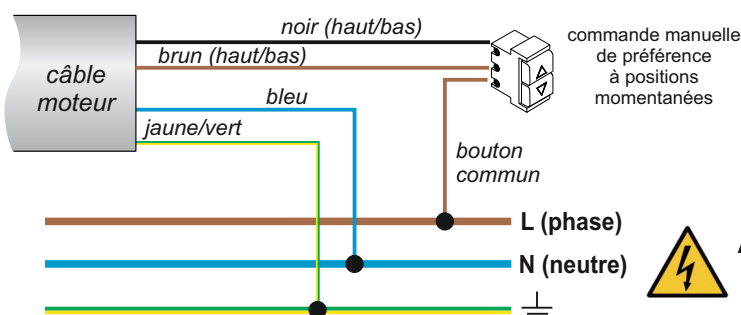 noir (haut/bas)
commande manuelle
de préférence
à positions
momentanées
brun (haut/bas)
câble
moteur
bleu
jaune/vert
bouton
commun
L (phase)
N (neutre)